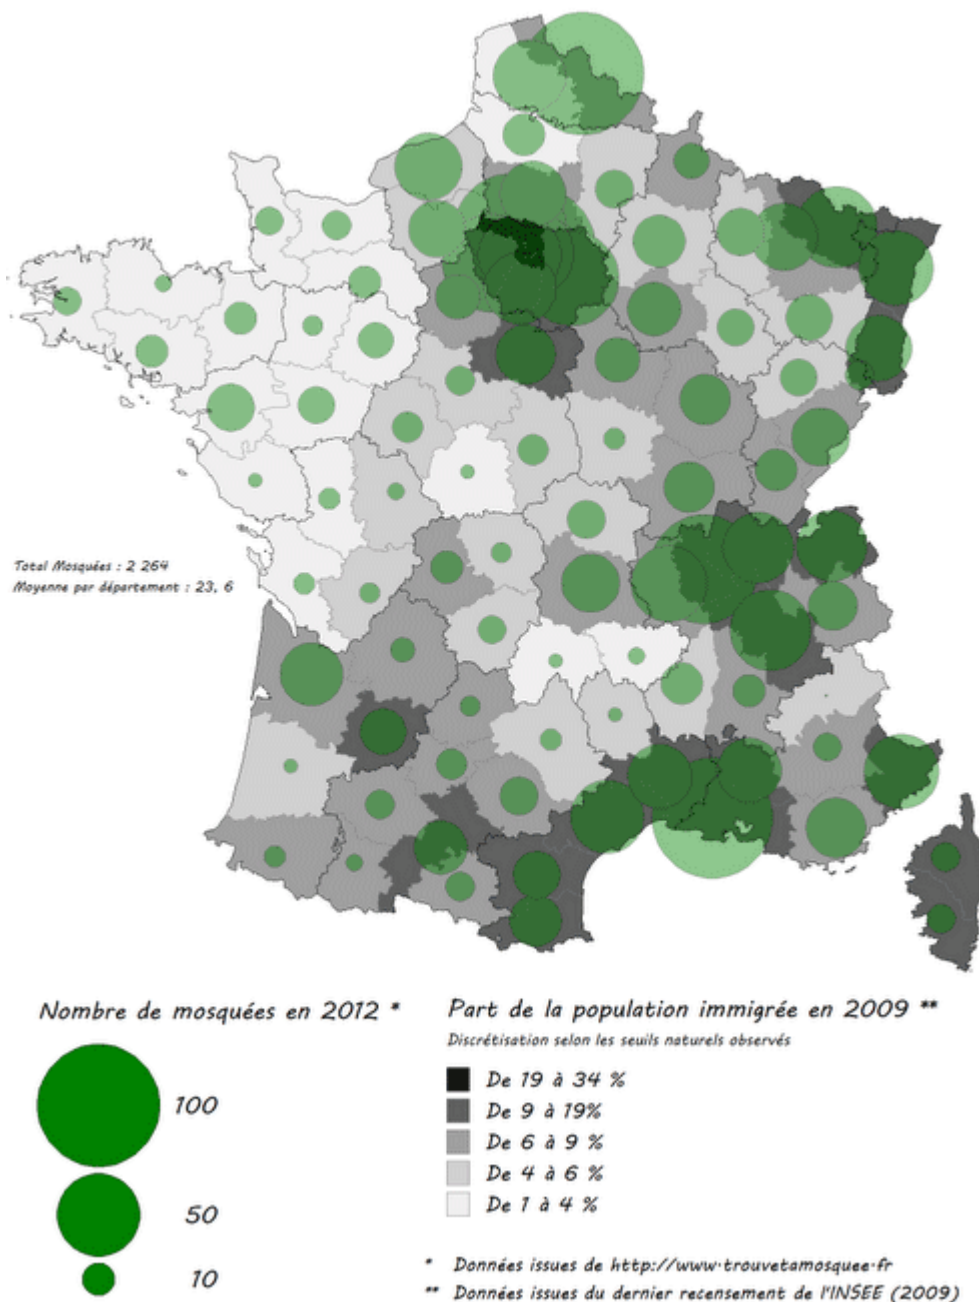 Total Mosquées : 2 264
Moyenne par département : 23, 6
Nombre de mosquées en 2012 *
100
50
10
Part de la population immigrée en 2009 **
Discrétisation selon les seuils naturels observés
De 19 à 34 %
De 9 à 19%
De 6 à 9 %
De 4 à 6 %
De 1 à 4 %
* Données issues de http://www.trouvetamosquee.fr
** Données issues du dernier recensement de l'INSEE (2009)